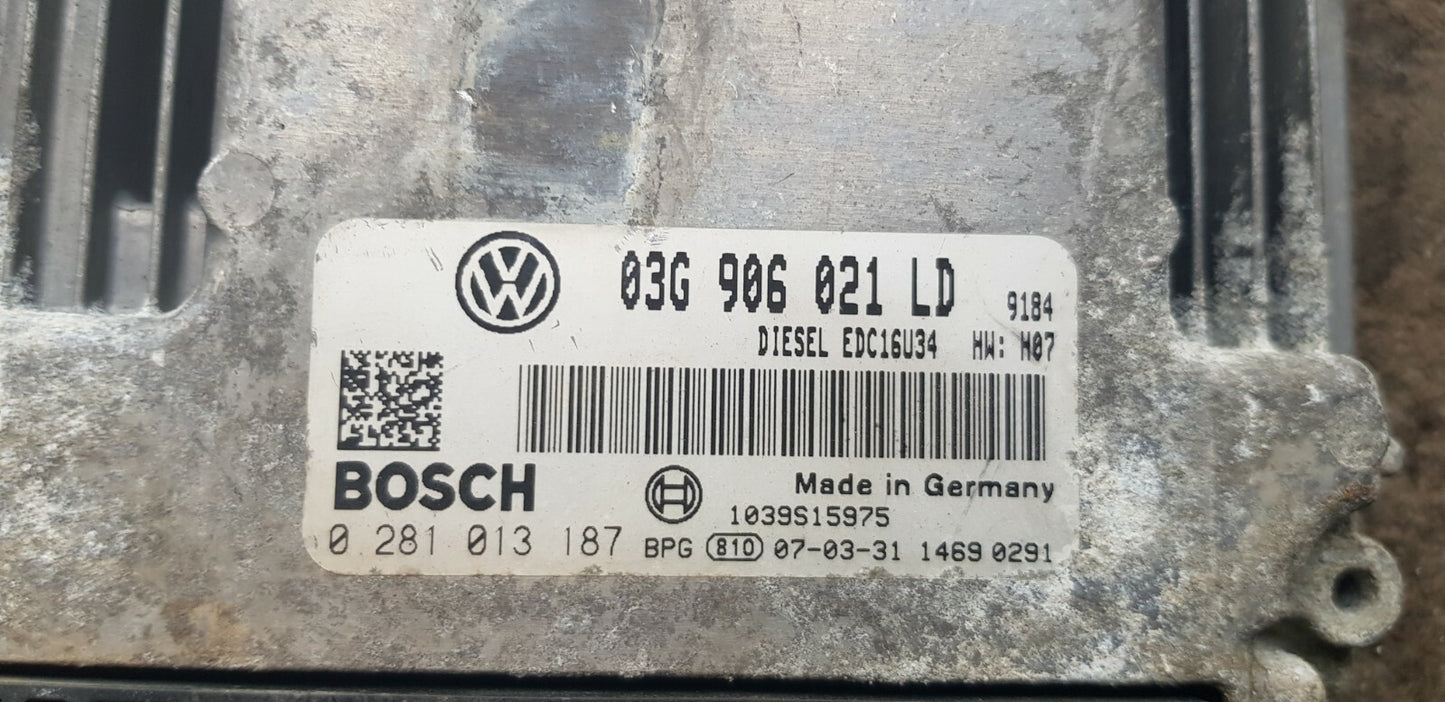 03G 906 021 LD 9184
DIESEL EDC16U34 HW: H07
BOSCH
Made in Germany
1039S15975
0 281 013 187 BPG 810 07-03-31 1469 0291